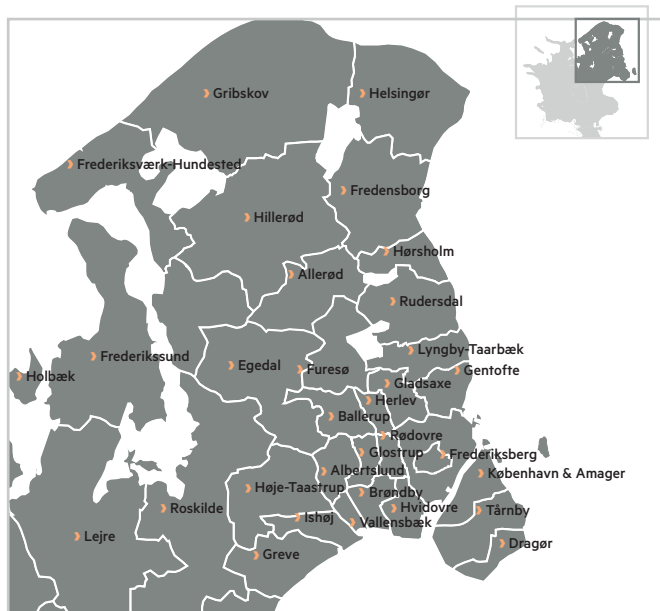 Gribskov
Helsingør
Frederiksværk-Hundested
Fredensborg
Hillerød
Hørsholm
Allerød
Rudersdal
Lyngby-Taarbæk
Frederikssund
Egedal
Furesø
Gentofte
Holbæk
Gladsaxe
Herlev
Ballerup
Rødovre
Glostrup
Frederiksberg
Albertslund
København & Amager
Høje-Taastrup
Brøndby
Roskilde
Hvidovre
Tårnby
Ishøj
Vallensbæk
Lejre
Dragør
Greve